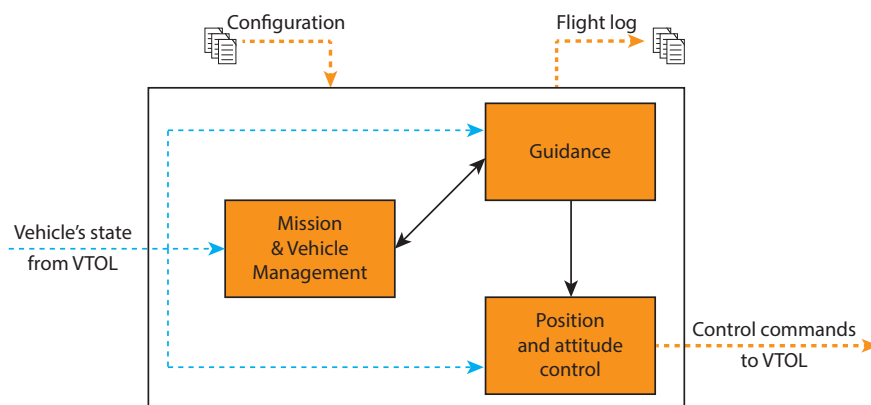 Configuration
Flight log
Guidance
Mission
& Vehicle
Management
Vehicle's state
from VTOL
Position
and attitude
control
Control commands
to VTOL